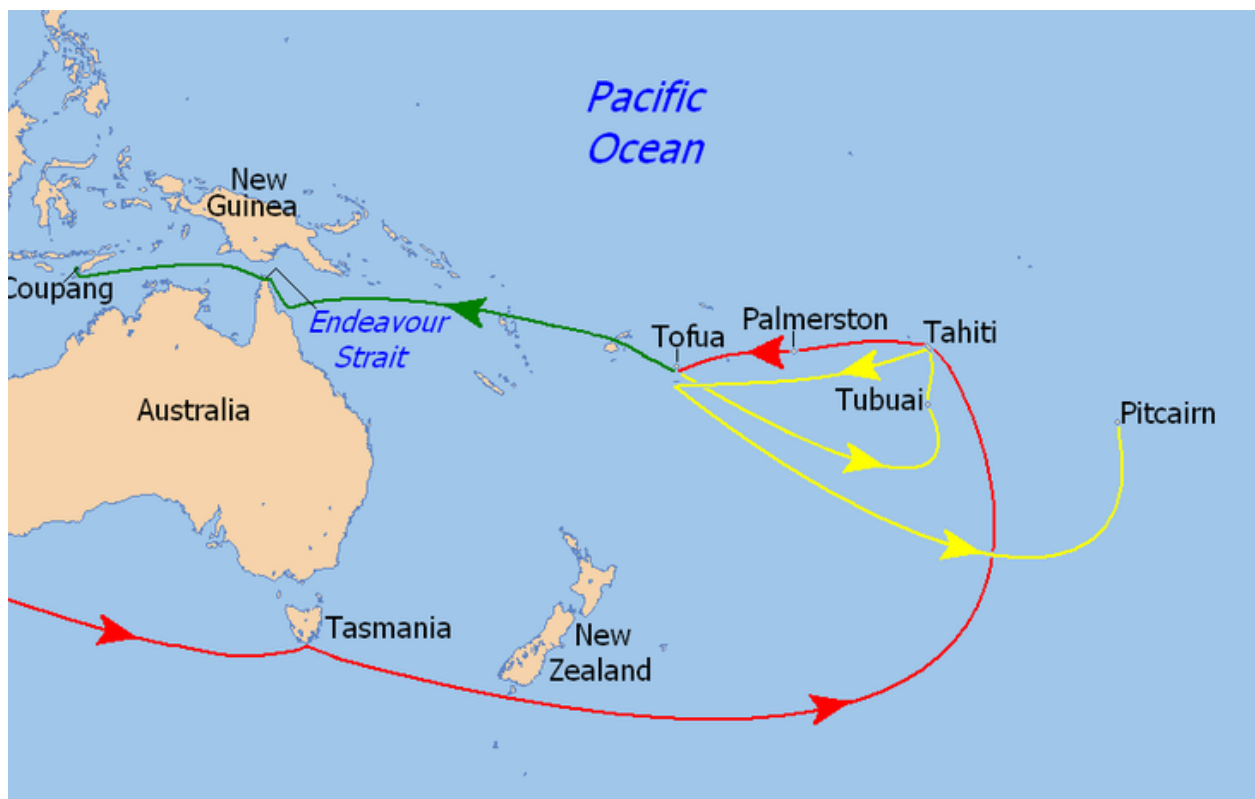 Pacific
Ocean
New
Guinea
Coupang
Endeavour
Strait
Tofua
Palmerston
Tahiti
Tubuai
Pitcairn
Australia
Tasmania
New
Zealand